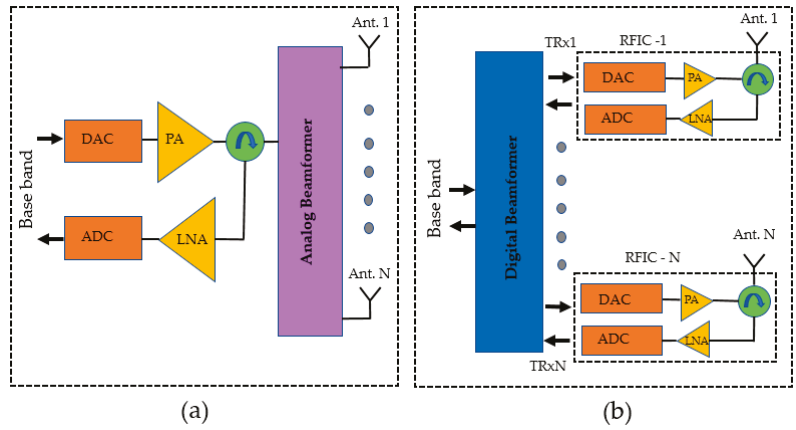 Ant. 1
DAC
PA
Base band
ADC
LNA
Analog Beamformer
Ant. N
(a)
Ant. 1
TRx1
RFIC -1
DAC
PA
ADC
LNA
Base band
Digital Beamformer
Ant. N
RFIC - N
DAC
PA
ADC
LNA
TRxN
(b)